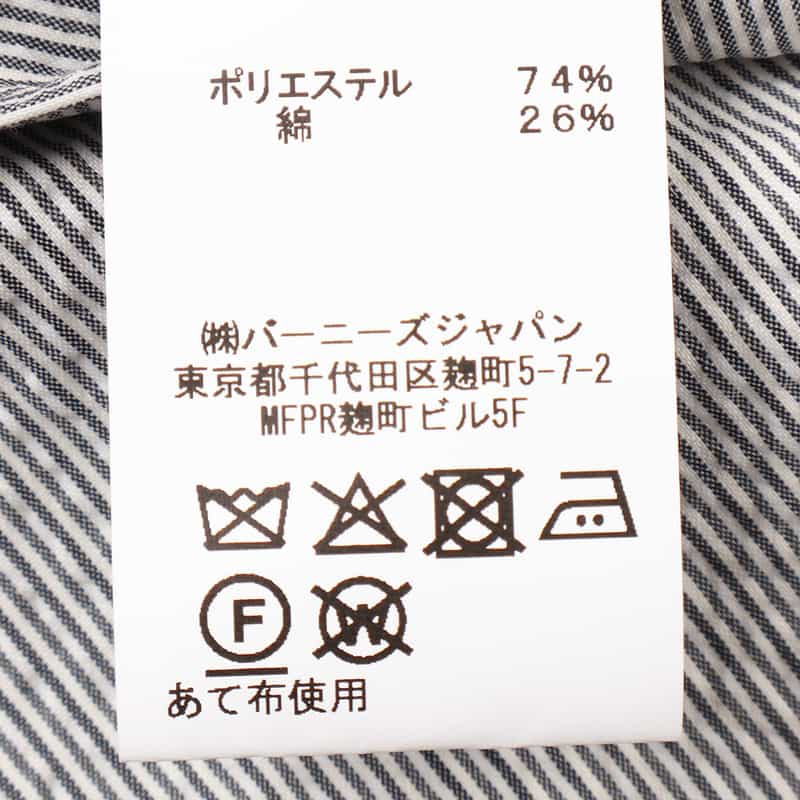 ポリエステル 74%
綿 26%
㈱バーニーズジャパン
東京都千代田区麹町5-7-2
MFPR麹町ビル5F
F W
あて布使用